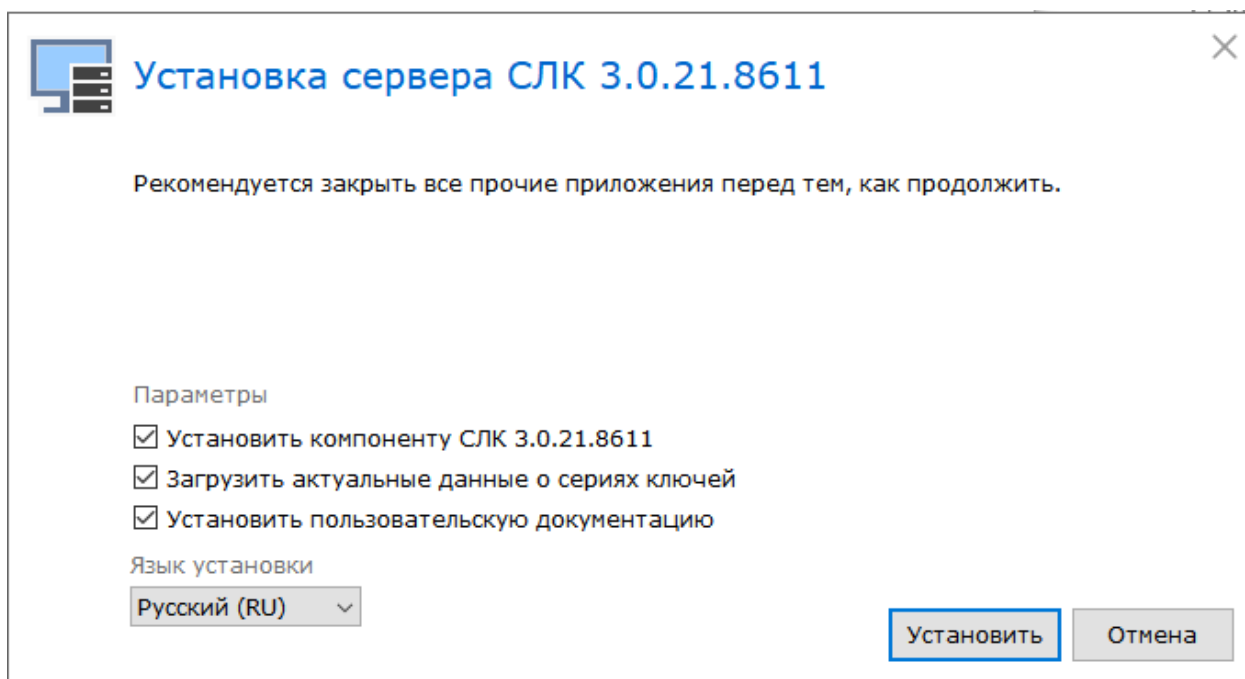 Установка сервера СЛК 3.0.21.8611
Рекомендуется закрыть все прочие приложения перед тем, как продолжить.
Параметры
Установить компоненту СЛК 3.0.21.8611
Загрузить актуальные данные о сериях ключей
Установить пользовательскую документацию
Язык установки
Русский (RU)
Установить
Отмена